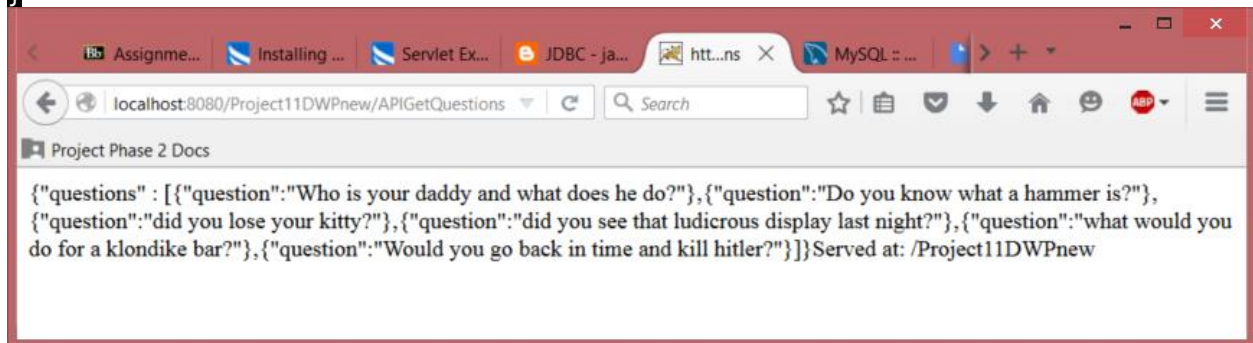 Bb Assignme... Installing ... Servlet Ex... JDBC - ja... htt...ns MySQL :: ...
localhost:8080/Project11DWPnew/APIGetQuestions Search ABP
Project Phase 2 Docs
{"questions" : [{"question":"Who is your daddy and what does he do?"},{"question":"Do you know what a hammer is?"},
{"question":"did you lose your kitty?"},{"question":"did you see that ludicrous display last night?"},{"question":"what would you
do for a klondike bar?"},{"question":"Would you go back in time and kill hitler?"}]}Served at: /Project11DWPnew